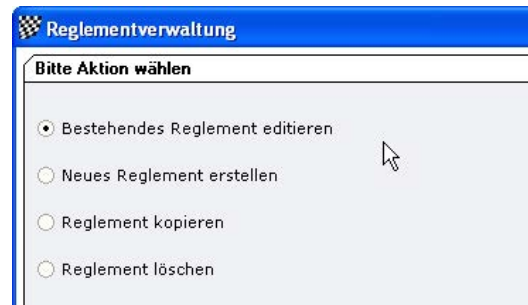 Reglementverwaltung
Bitte Aktion wählen
Bestehendes Reglement editieren
Neues Reglement erstellen
Reglement kopieren
Reglement löschen